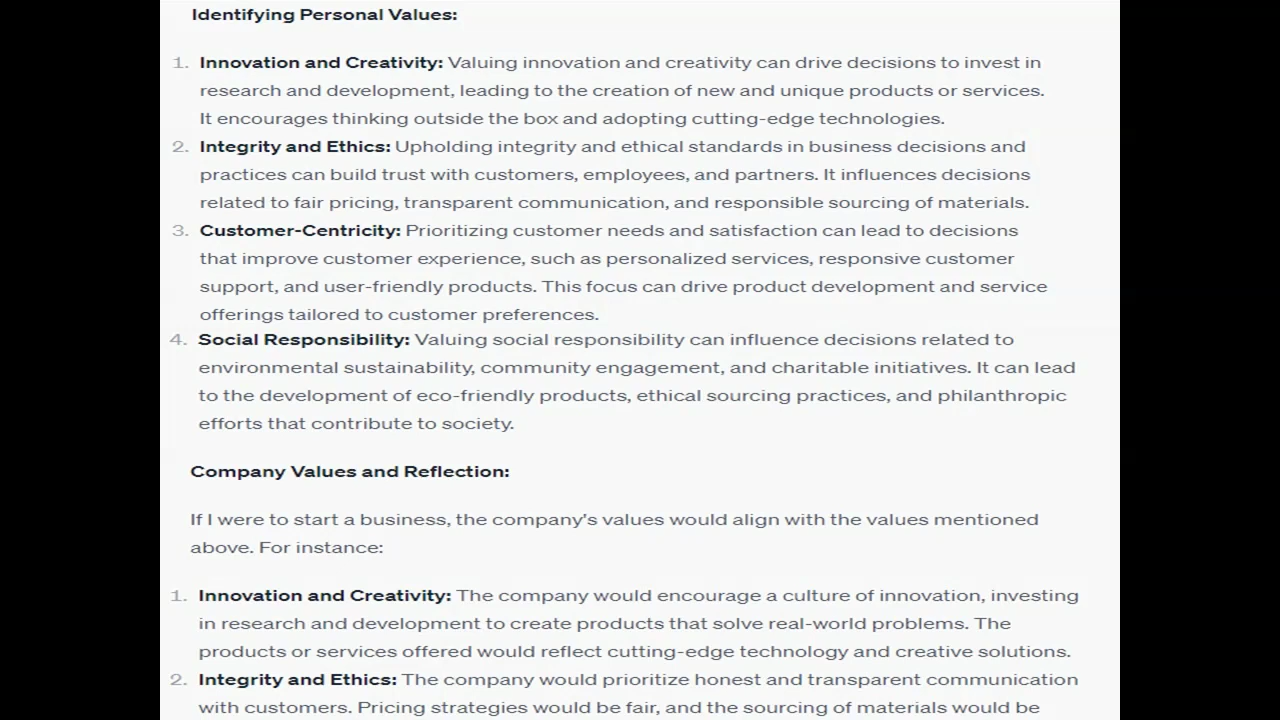 Identifying Personal Values:
1. Innovation and Creativity: Valuing innovation and creativity can drive decisions to invest in
research and development, leading to the creation of new and unique products or services.
It encourages thinking outside the box and adopting cutting-edge technologies.
2. Integrity and Ethics: Upholding integrity and ethical standards in business decisions and
practices can build trust with customers, employees, and partners. It influences decisions
related to fair pricing, transparent communication, and responsible sourcing of materials.
3. Customer-Centricity: Prioritizing customer needs and satisfaction can lead to decisions
that improve customer experience, such as personalized services, responsive customer
support, and user-friendly products. This focus can drive product development and service
offerings tailored to customer preferences.
4. Social Responsibility: Valuing social responsibility can influence decisions related to
environmental sustainability, community engagement, and charitable initiatives. It can lead
to the development of eco-friendly products, ethical sourcing practices, and philanthropic
efforts that contribute to society.
Company Values and Reflection:
If I were to start a business, the company's values would align with the values mentioned
above. For instance:
1. Innovation and Creativity: The company would encourage a culture of innovation, investing
in research and development to create products that solve real-world problems. The
products or services offered would reflect cutting-edge technology and creative solutions.
2. Integrity and Ethics: The company would prioritize honest and transparent communication
with customers. Pricing strategies would be fair, and the sourcing of materials would be